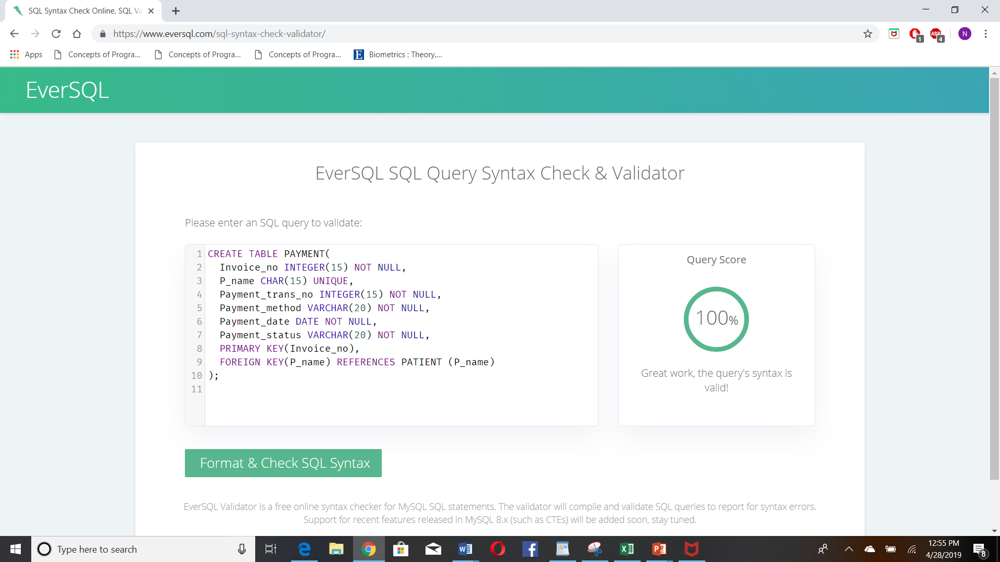 SQL Syntax Check Online, SQL Va
https://www.eversql.com/sql-syntax-check-validator/
1
ABP
4
N
Apps
Concepts of Progra...
Concepts of Progra...
Concepts of Progra...
E
Biometrics : Theory,...
EverSQL
EverSQL SQL Query Syntax Check & Validator
Please enter an SQL query to validate:
1 CREATE TABLE PAYMENT(
2 Invoice_no INTEGER(15) NOT NULL,
3 P_name CHAR(15) UNIQUE,
4 Payment_trans_no INTEGER(15) NOT NULL,
5 Payment_method VARCHAR(20) NOT NULL,
6 Payment_date DATE NOT NULL,
7 Payment_status VARCHAR(20) NOT NULL,
8 PRIMARY KEY(Invoice_no),
9 FOREIGN KEY(P_name) REFERENCES PATIENT (P_name)
10 );
11
Query Score
100%
Great work, the query's syntax is
valid!
Format & Check SQL Syntax
EverSQL Validator is a free online syntax checker for MySQL SQL statements. The validator will compile and validate SQL queries to report for syntax errors.
Support for recent features released in MySQL 8.x (such as CTEs) will be added soon, stay tuned.
Type here to search
12:55 PM
4/28/2019
8